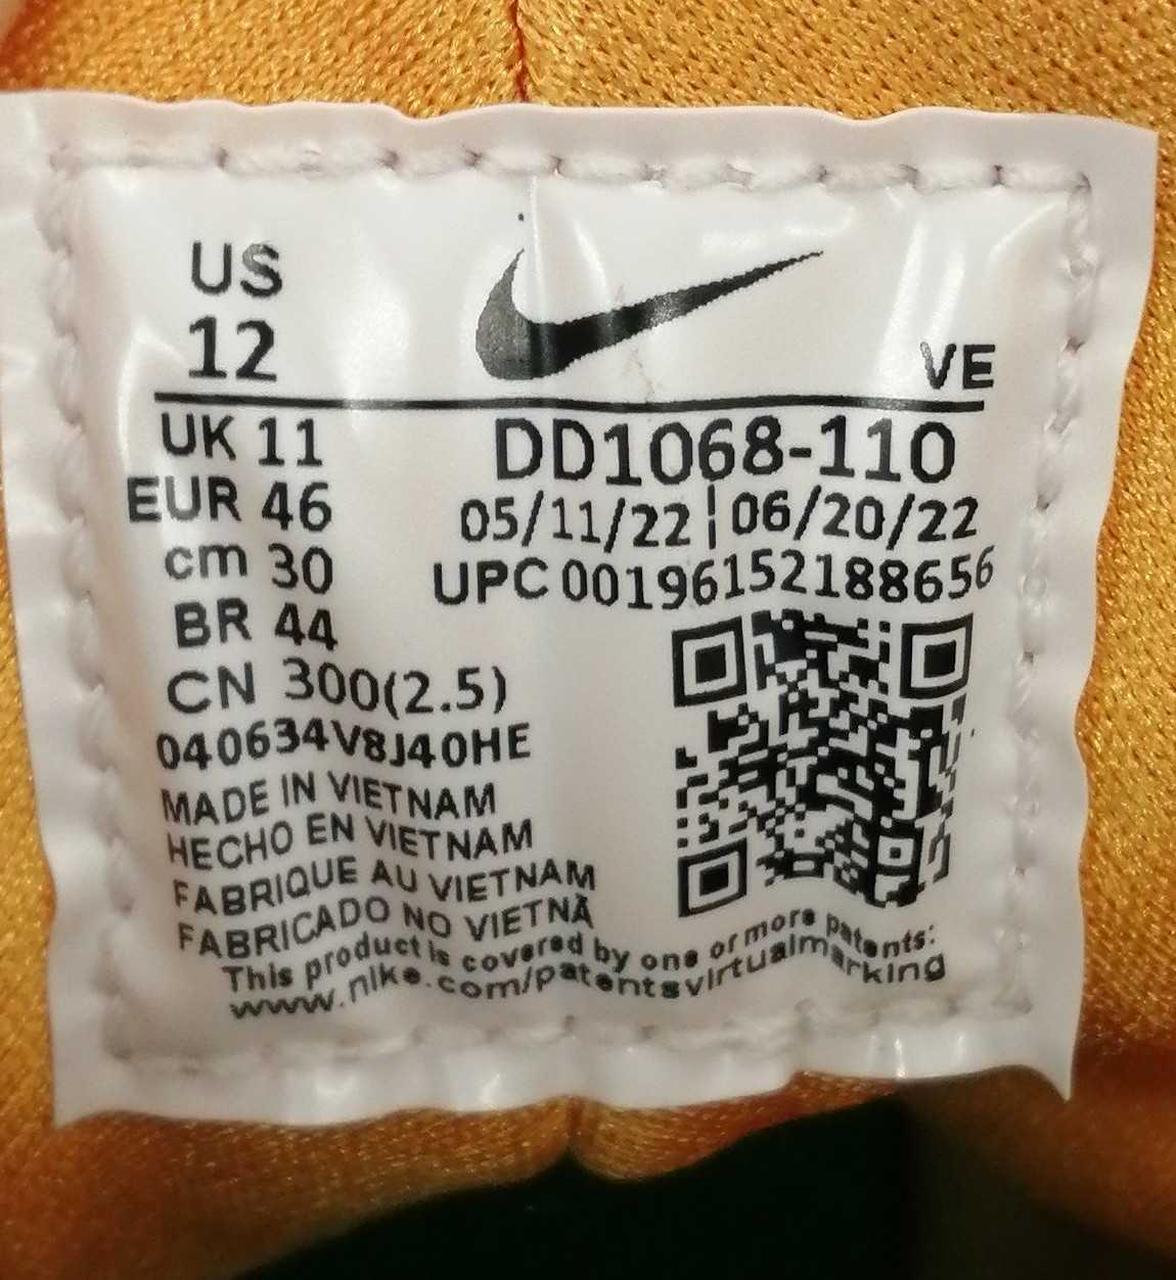 US
12
VE
UK 11
EUR 46
cm 30
BR 44
CN 300(2.5)
DD1068-110
05/11/22 ¦ 06/20/22
UPC 00196152188656
040634V8J40HE
MADE IN VIETNAM
HECHO EN VIETNAM
FABRIQUE AU VIETNAM
FABRICADO NO VIETNÃ
This product is covered by one or more patents:
www.nike.com/patentsvirtualmarking